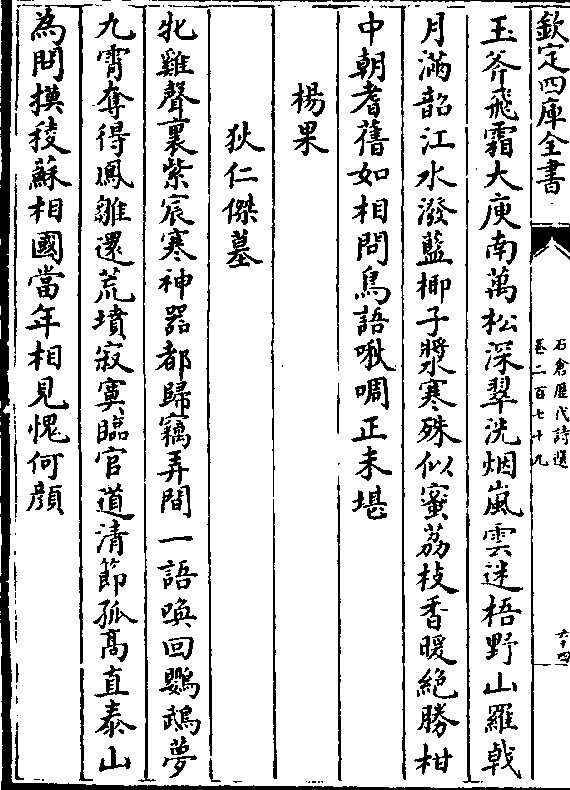 欽定四庫全書
石倉歷代詩選
卷二百七十九
六十四
玉斧飛霜大庾南萬松深翠洗烟嵐雲迷梧野山羅戟
月滿韶江水潑藍椰子漿寒殊似蜜荔枝香暖絶勝柑
中朝耆舊如相問鳥語啾啁正未堪
楊果
狄仁傑墓
牝雞聲裏紫宸寒神器都歸竊弄間一語喚回鸚鵡夢
九霄奪得鳳雛還荒墳寂寞臨官道清節孤高直泰山
為問摸稜蘇相國當年相見愧何顔